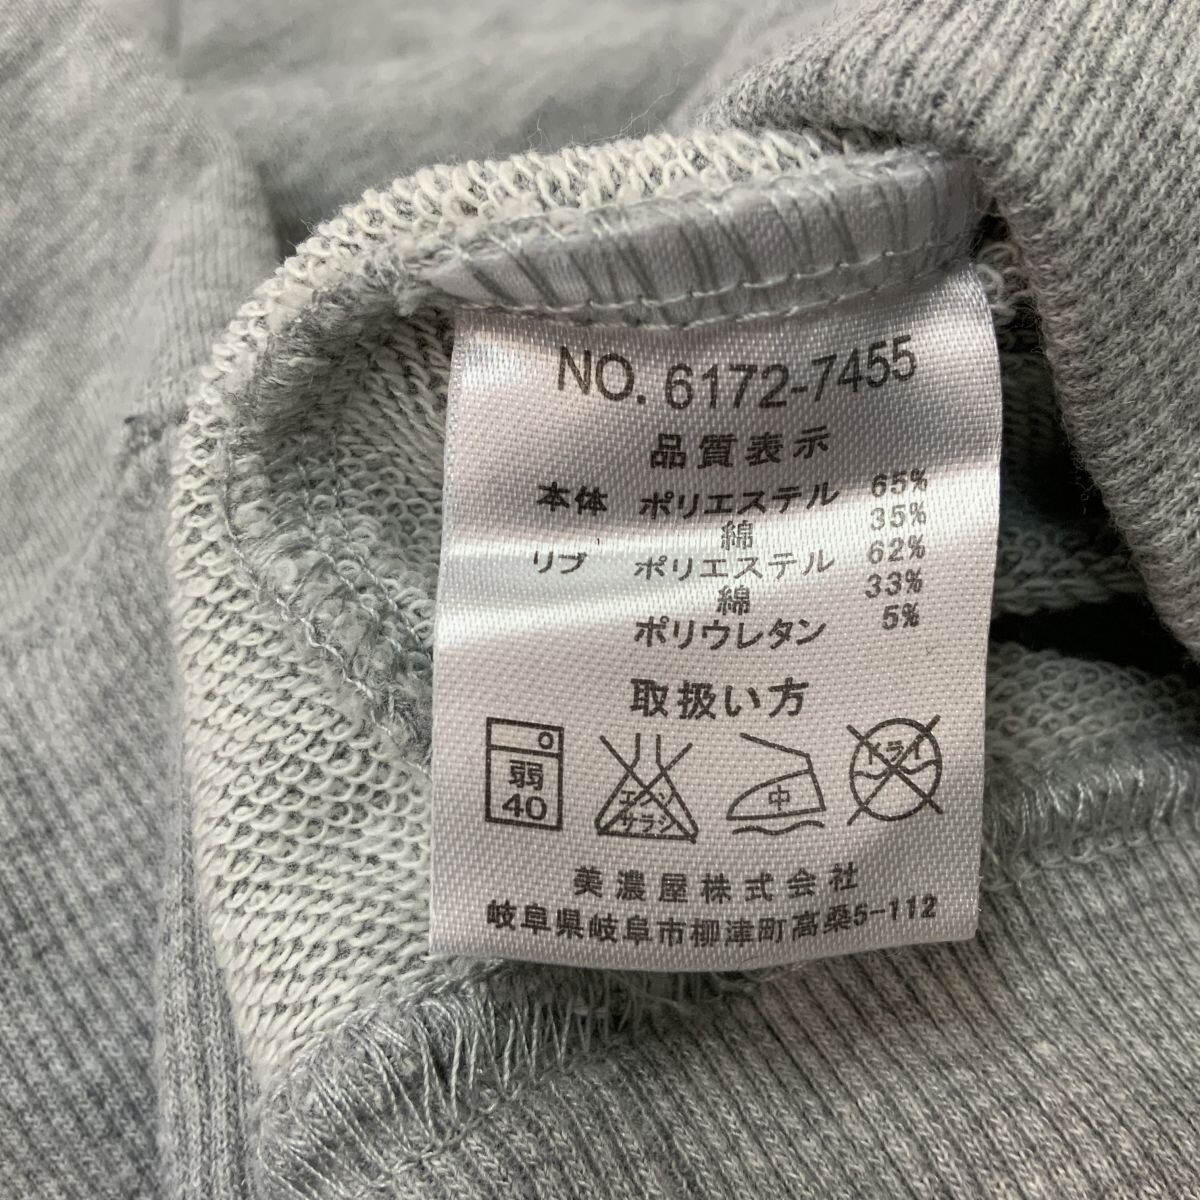 NO. 6172-7455
品質表示
本体 ポリエステル 65%
綿 35%
リブ ポリエステル 62%
綿 33%
ポリウレタン 5%
取扱い方
弱 40
エンソ サラシ
中
ドライ
美濃屋株式会社
岐阜県岐阜市柳津町高桑5-112